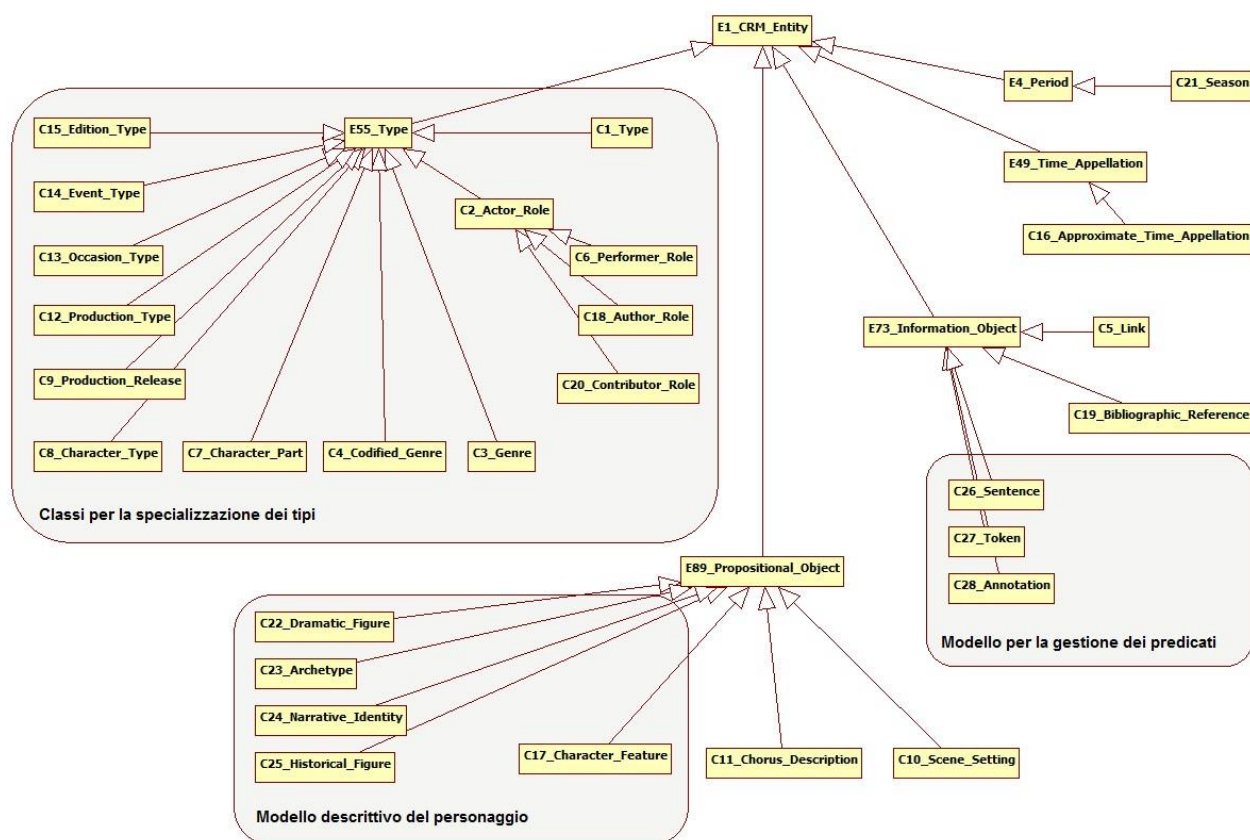 E1_CRM_Entity
E4_Period
C21_Season
C15_Edition_Type
E55_Type
C1_Type
E49_Time_Appellation
C14_Event_Type
C2_Actor_Role
C16_Approximate_Time_Appellation
C13_Occasion_Type
C6_Performer_Role
C12_Production_Type
C18_Author_Role
E73_Information_Object
C5_Link
C9_Production_Release
C20_Contributor_Role
C19_Bibliographic_Reference
C8_Character_Type
C7_Character_Part
C4_Codified_Genre
C3_Genre
C26_Sentence
Classi per la specializzazione dei tipi
C27_Token
E89_Propositional_Object
C28_Annotation
C22_Dramatic_Figure
Modello per la gestione dei predicati
C23_Archetype
C24_Narrative_Identity
C25_Historical_Figure
C17_Character_Feature
C11_Chorus_Description
C10_Scene_Setting
Modello descrittivo del personaggio